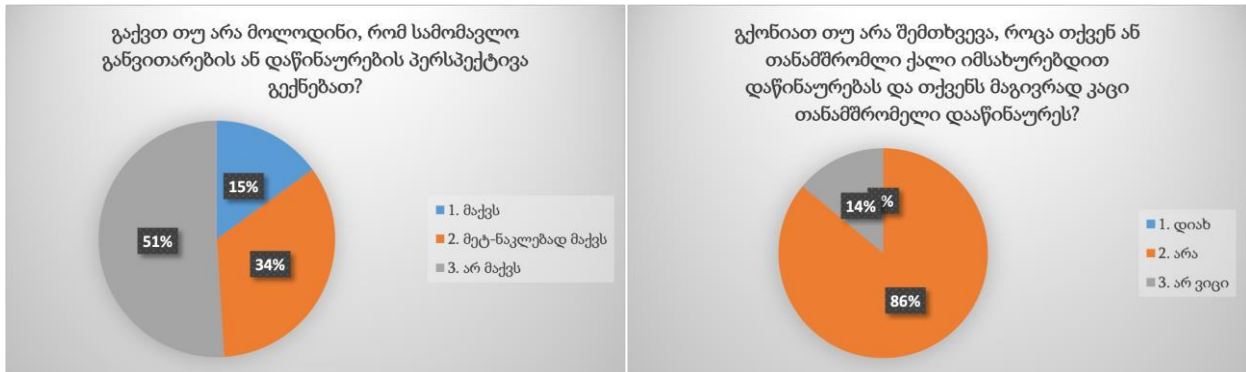 გაქვთ თუ არა მოლოდინი, რომ სამომავლო
განვითარების ან დაწინაურების პერსპექტივა
გექნებათ?
15%
51%
34%
1. მაქვს
2. მეტ-ნაკლებად მაქვს
3. არ მაქვს
გქონიათ თუ არა შემთხვევა, როცა თქვენ ან
თანამშრომლი ქალი იმსახურებდით
დაწინაურებას და თქვენს მაგივრად კაცი
თანამშრომელი დააწინაურეს?
14%
%
86%
1. დიახ
2. არა
3. არ ვიცი